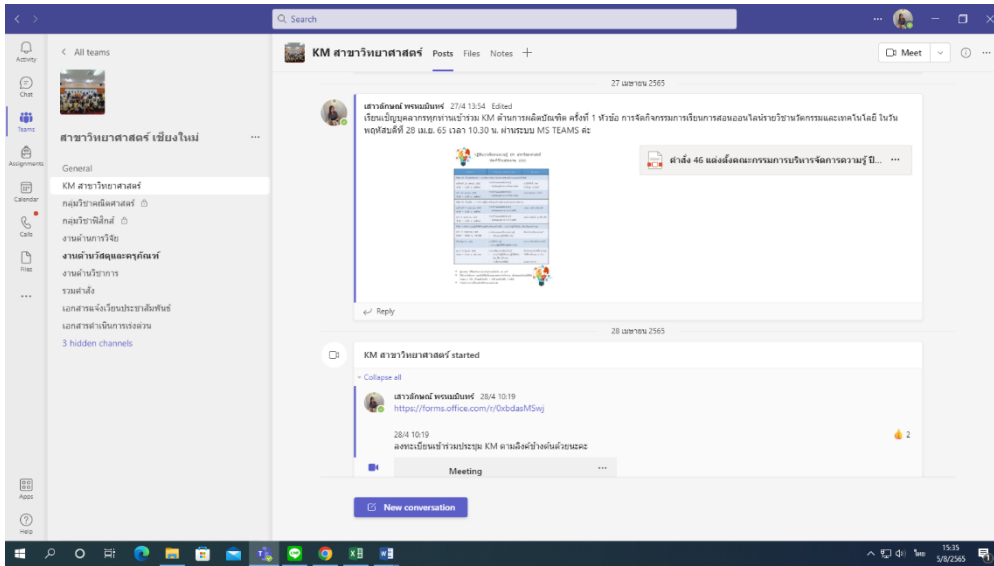 Search
Activity
Chat
Teams
Assignments
Calendar
Calls
Files
Apps
Help
All teams
สาขาวิทยาศาสตร์ เชียงใหม่
General
KM สาขาวิทยาศาสตร์
กลุ่มวิชาคณิตศาสตร์
กลุ่มวิชาฟิสิกส์
งานด้านการวิจัย
งานด้านวัสดุและครุภัณฑ์
งานด้านวิชาการ
รวมคำสั่ง
เอกสารแจ้งเวียนประชาสัมพันธ์
เอกสารดำเนินการเร่งด่วน
3 hidden channels
KM สาขาวิทยาศาสตร์ Posts Files Notes
Meet
27 เมษายน 2565
เสาวลักษณ์ พรหมมินทร์ 27/4 13:54 Edited
เรียนเชิญบุคลากรทุกท่านเข้าร่วม KM ด้านการผลิตบัณฑิต ครั้งที่ 1 หัวข้อ การจัดกิจกรรมการเรียนการสอนออนไลน์รายวิชานวัตกรรมและเทคโนโลยี ในวัน
พฤหัสบดีที่ 28 เม.ย. 65 เวลา 10.30 น. ผ่านระบบ MS TEAMS ค่ะ
คำสั่ง 46 แต่งตั้งคณะกรรมการบริหารจัดการความรู้ ปี...
Reply
28 เมษายน 2565
KM สาขาวิทยาศาสตร์ started
Collapse all
เสาวลักษณ์ พรหมมินทร์ 28/4 10:19
https://forms.office.com/r/0xbdasMSwj
28/4 10:19
ลงทะเบียนเข้าร่วมประชุม KM ตามลิงค์ข้างต้นด้วยนะคะ
2
Meeting
New conversation
15:35
5/8/2565